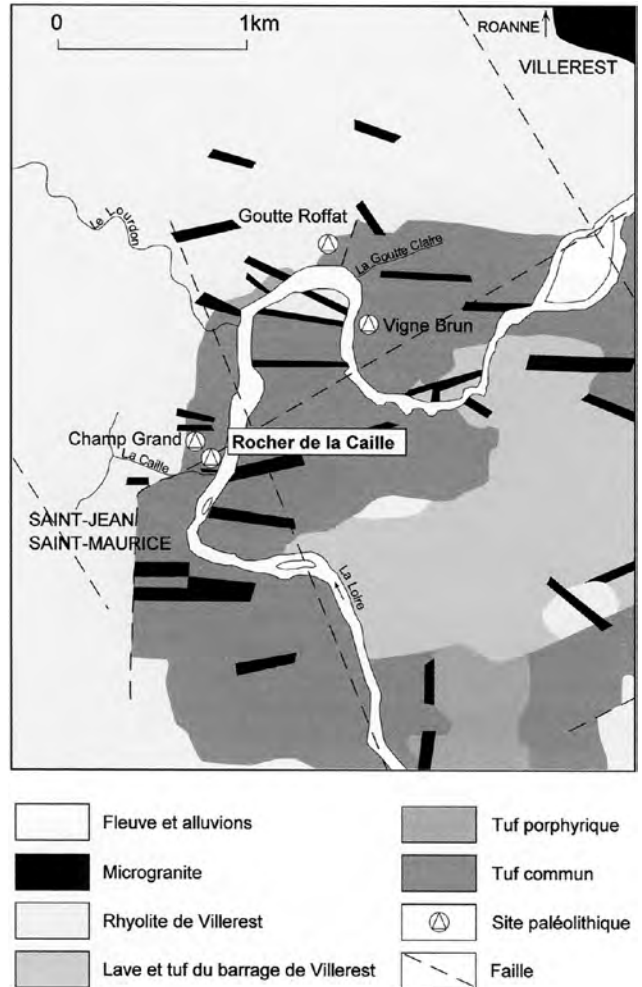 0 1km
ROANNE
VILLEREST
Le Lourdon
Goutte Roffat
La Goutte Claire
Vigne Brun
Champ Grand
Rocher de la Caille
La Caille
SAINT-JEAN
SAINT-MAURICE
La Loire
Fleuve et alluvions
Microgranite
Rhyolite de Villerest
Lave et tuf du barrage de Villerest
Tuf porphyrique
Tuf commun
Site paléolithique
Faille